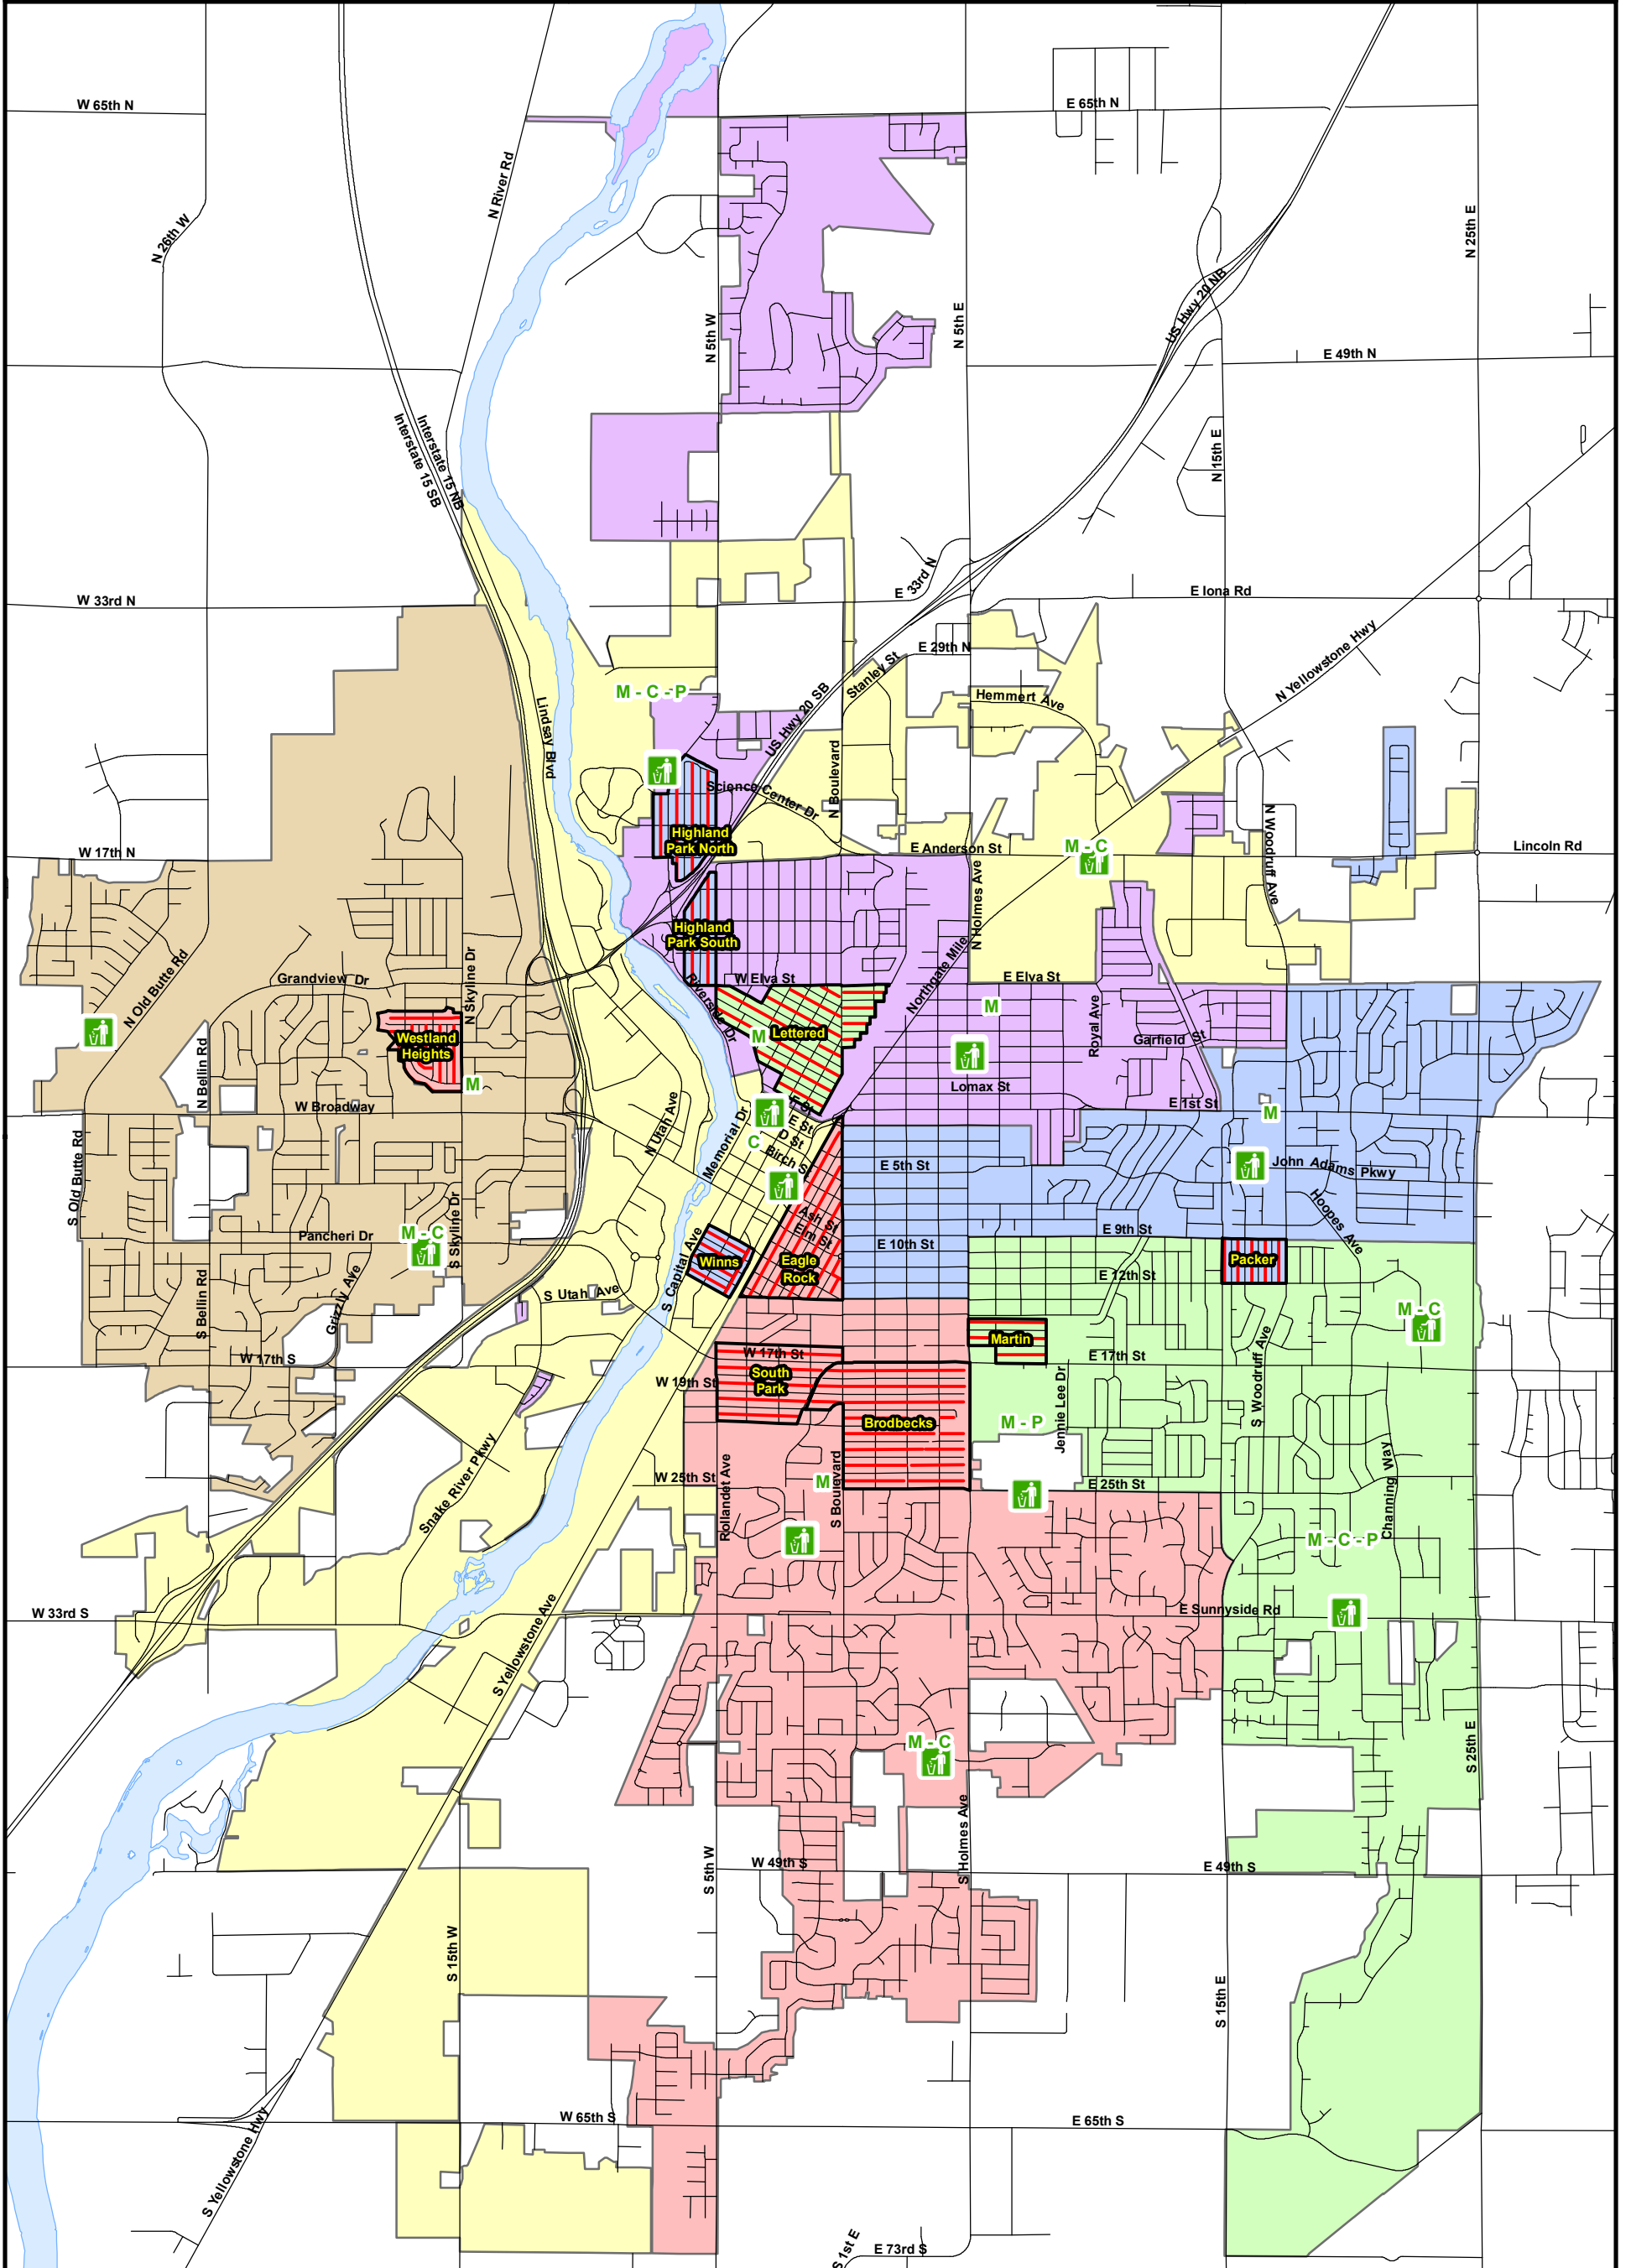 W 65th N
E 65th N
N River Rd
N 26th W
N 25th E
US Hwy 20 NB
N 5th W
N 5th E
E 49th N
Interstate 15 NB
Interstate 15 SB
N 15th E
E 33rd N
W 33rd N
E Iona Rd
N Yellowstone Hwy
E 29th N
Stanley St
M - C - P
Hemmert Ave
US Hwy 20 SB
Lindsay Blvd
N Boulevard
Science Center Dr
Highland
Park North
N Woodruff Ave
E Anderson St
M - C
Lincoln Rd
W 17th N
N Holmes Ave
Highland
Park South
Northgate Mile
N Old Butte Rd
N Skyline Dr
Grandview Dr
W Elva St
E Elva St
Riverside Dr
M
Royal Ave
Lettered
M
Westland
Heights
Garfield St
N Bellin Rd
M
Lomax St
W Broadway
F St
E St
D St
E 1st St
M
N Utah Ave
Memorial Dr
C
Birch S
S Old Butte Rd
E 5th St
John Adams Pkwy
Hoopes Ave
S Skyline Dr
Ash St
Elm St
M - C
Pancheri Dr
E 9th St
E 10th St
Winns
Eagle
Rock
Packer
E 12th St
S Capital Ave
S Utah Ave
S Bellin Rd
Grizzly Ave
M - C
Martin
W 17th St
E 17th St
W 17th S
South
Park
W 19th St
S Woodruff Ave
Jennie Lee Dr
Brodbecks
M - P
Snake River Pkwy
W 25th St
M
E 25th St
Rollandet Ave
S Boulevard
Channing Way
M - C - P
W 33rd S
E Sunnyside Rd
S Yellowstone Ave
M - C
S 25th E
S Holmes Ave
S 5th W
W 49th S
E 49th S
S 15th W
S 15th E
W 65th S
E 65th S
S Yellowstone Hwy
S 1st E
E 73rd S